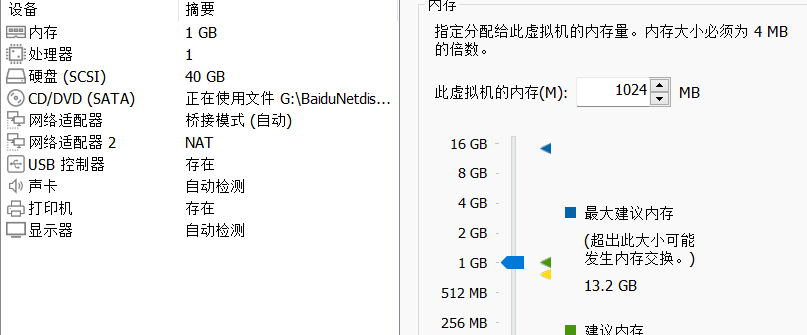 设备 摘要
内存 1 GB
处理器 1
硬盘 (SCSI) 40 GB
CD/DVD (SATA) 正在使用文件 G:\BaiduNetdis...
网络适配器 桥接模式 (自动)
网络适配器 2 NAT
USB 控制器 存在
声卡 自动检测
打印机 存在
显示器 自动检测
内存
指定分配给此虚拟机的内存量。内存大小必须为 4 MB
的倍数。
此虚拟机的内存(M): 1024 MB
16 GB
8 GB
4 GB
2 GB
1 GB
512 MB
256 MB
最大建议内存
(超出此大小可能
发生内存交换。)
13.2 GB
建议内存